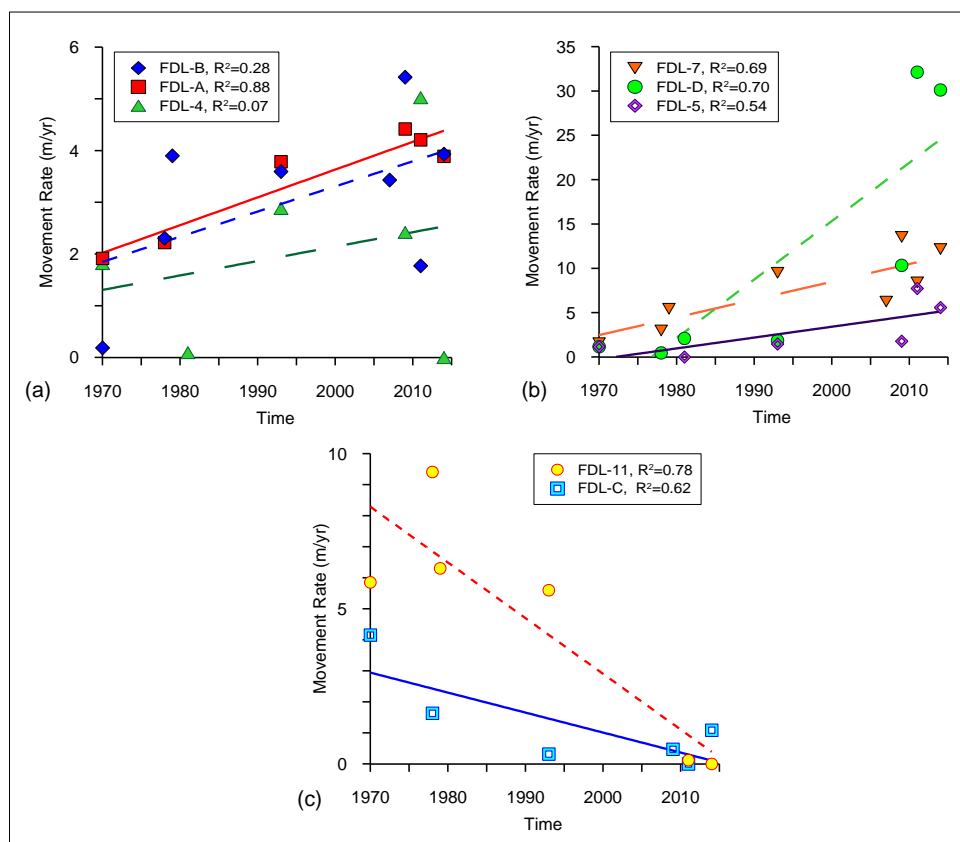 FDL-B, R²=0.28
FDL-A, R²=0.88
FDL-4, R²=0.07
Movement Rate (m/yr)
6
4
2
0
1970 1980 1990 2000 2010
Time
(a)
FDL-7, R²=0.69
FDL-D, R²=0.70
FDL-5, R²=0.54
Movement Rate (m/yr)
35
30
25
20
15
10
5
0
1970 1980 1990 2000 2010
Time
(b)
FDL-11, R²=0.78
FDL-C, R²=0.62
Movement Rate (m/yr)
10
5
0
1970 1980 1990 2000 2010
Time
(c)